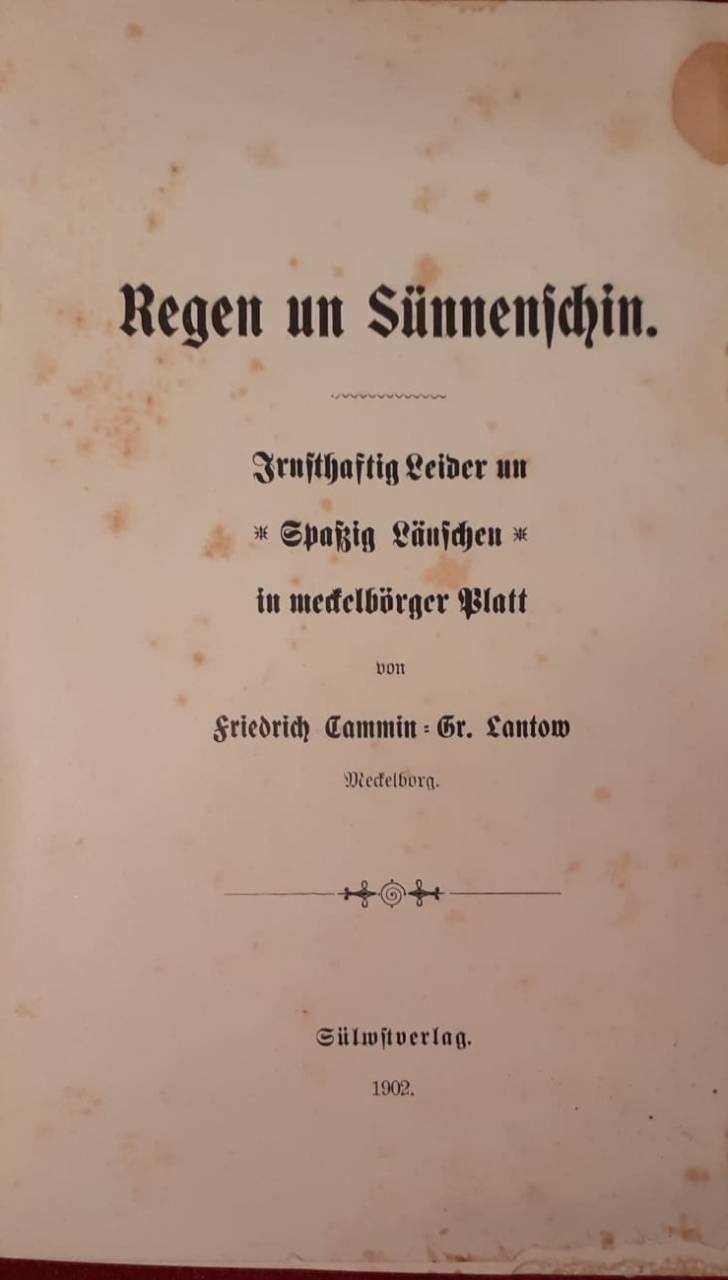 Regen un Sünnenſchin.
Irnſthaftig Leider un
* Spaßig Läuſchen *
in meckelbörger Platt
von
Friedrich Cammin-Gr. Lantow
Meckelborg.
Sülwſtverlag.
1902.